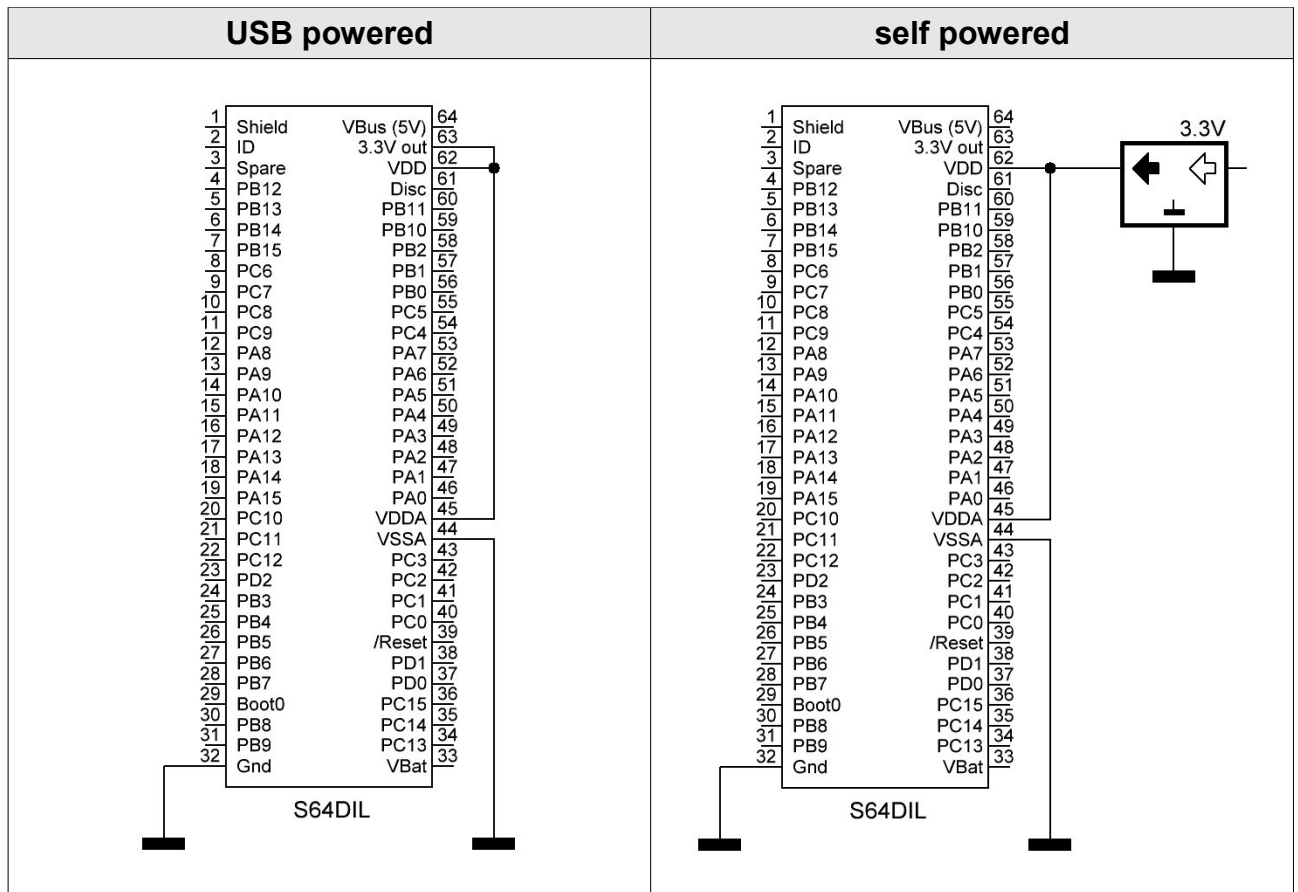 USB powered
self powered
1 Shield VBus (5V) 64
2 ID 3.3V out 63
3 Spare VDD 62
4 PB12 Disc 61
5 PB13 PB11 60
6 PB14 PB10 59
7 PB15 PB2 58
8 PC6 PB1 57
9 PC7 PB0 56
10 PC8 PC5 55
11 PC9 PC4 54
12 PA8 PA7 53
13 PA9 PA6 52
14 PA10 PA5 51
15 PA11 PA4 50
16 PA12 PA3 49
17 PA13 PA2 48
18 PA14 PA1 47
19 PA15 PA0 46
20 PC10 VDDA 45
21 PC11 VSSA 44
22 PC12 PC3 43
23 PD2 PC2 42
24 PB3 PC1 41
25 PB4 PC0 40
26 PB5 /Reset 39
27 PB6 PD1 38
28 PB7 PD0 37
29 Boot0 PC15 36
30 PB8 PC14 35
31 PB9 PC13 34
32 Gnd VBat 33
S64DIL
1 Shield VBus (5V) 64
2 ID 3.3V out 63
3 Spare VDD 62
4 PB12 Disc 61
5 PB13 PB11 60
6 PB14 PB10 59
7 PB15 PB2 58
8 PC6 PB1 57
9 PC7 PB0 56
10 PC8 PC5 55
11 PC9 PC4 54
12 PA8 PA7 53
13 PA9 PA6 52
14 PA10 PA5 51
15 PA11 PA4 50
16 PA12 PA3 49
17 PA13 PA2 48
18 PA14 PA1 47
19 PA15 PA0 46
20 PC10 VDDA 45
21 PC11 VSSA 44
22 PC12 PC3 43
23 PD2 PC2 42
24 PB3 PC1 41
25 PB4 PC0 40
26 PB5 /Reset 39
27 PB6 PD1 38
28 PB7 PD0 37
29 Boot0 PC15 36
30 PB8 PC14 35
31 PB9 PC13 34
32 Gnd VBat 33
S64DIL
3.3V